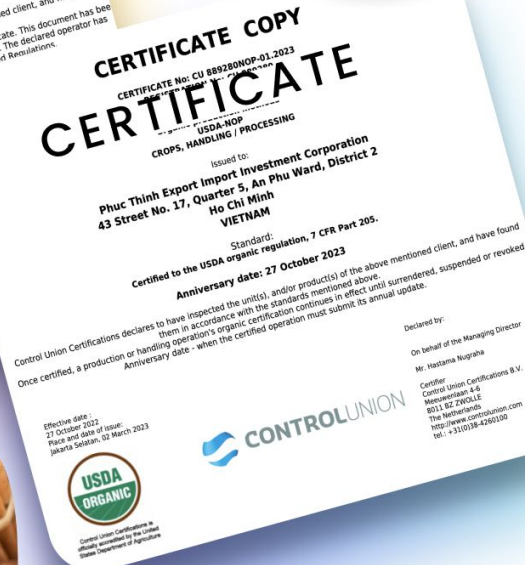 ed client, and
cate. This document has bee
The declared operator has
d Regulations.
CERTIFICATE COPY
CERTIFICATE No: CU 889280NOP-01.2023
CERTIFICATE
USDA-NOP
CROPS, HANDLING / PROCESSING
Issued to:
Phuc Thinh Export Import Investment Corporation
43 Street No. 17, Quarter 5, An Phu Ward, District 2
Ho Chi Minh
VIETNAM
Standard:
Certified to the USDA organic regulation, 7 CFR Part 205.
Anniversary date: 27 October 2023
Control Union Certifications declares to have inspected the unit(s), and/or product(s) of the above mentioned client, and have found
them in accordance with the standards mentioned above.
Once certified, a production or handling operation's organic certification continues in effect until surrendered, suspended or revoked
Anniversary date - when the certified operation must submit its annual update.
Declared by:
On behalf of the Managing Director
Mr. Hastama Nugraha
Certifier
Control Union Certifications B.V.
Meeuwenlaan 4-6
8011 BZ ZWOLLE
The Netherlands
http://www.controlunion.com
tel.: +31(0)38-4260100
Effective date :
27 October 2022
Place and date of issue:
Jakarta Selatan, 02 March 2023
CONTROLUNION
USDA
ORGANIC
Control Union Certifications is
officially accredited by the United
States Department of Agriculture